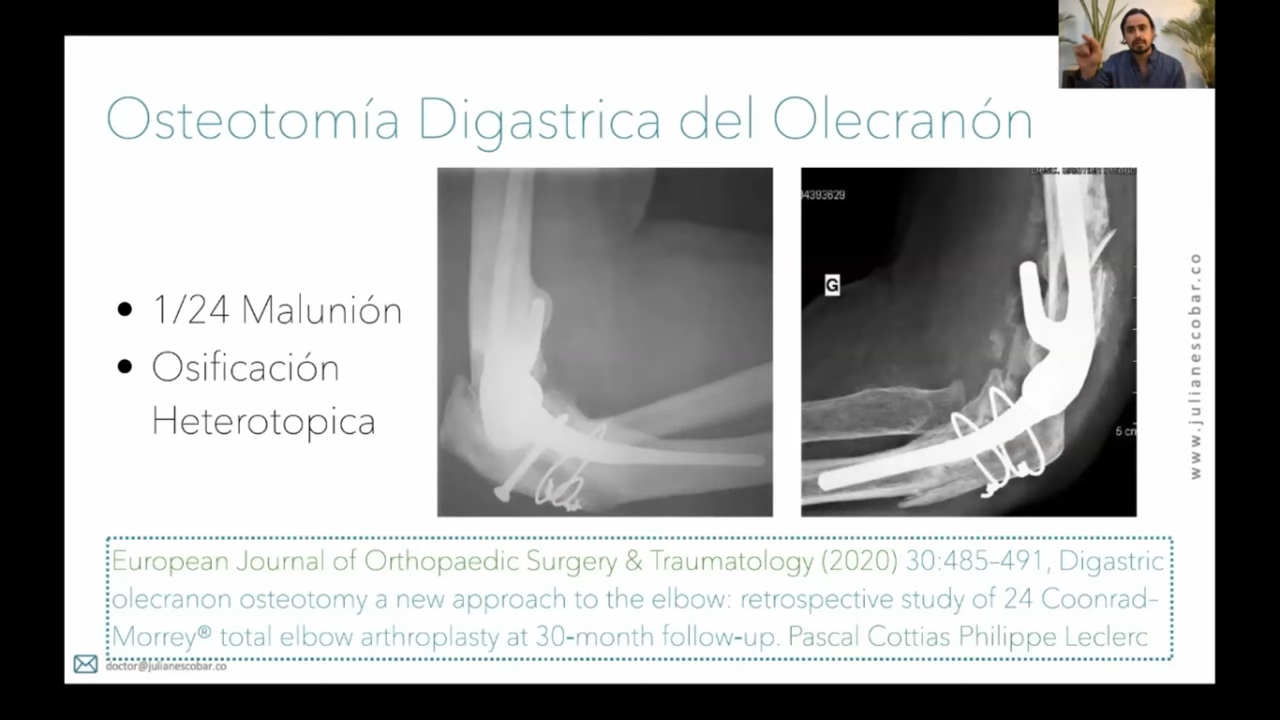 Osteotomía Digastrica del Olecranón
94393629
G
5 cm
• 1/24 Malunión
• Osificación
Heterotopica
www.julianescobar.co
European Journal of Orthopaedic Surgery & Traumatology (2020) 30:485–491, Digastric
olecranon osteotomy a new approach to the elbow: retrospective study of 24 Coonrad–
Morrey® total elbow arthroplasty at 30-month follow-up. Pascal Cottias Philippe Leclerc
doctor@julianescobar.co